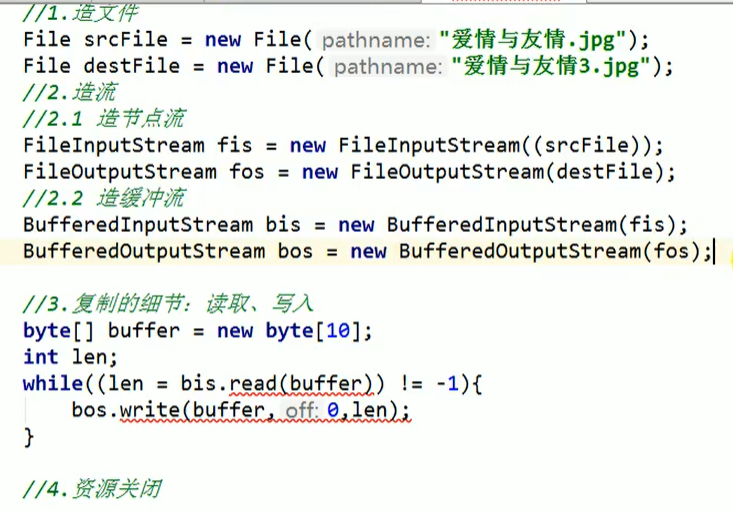 //1.造文件
File srcFile = new File( pathname: "爱情与友情.jpg");
File destFile = new File( pathname: "爱情与友情3.jpg");
//2.造流
//2.1 造节点流
FileInputStream fis = new FileInputStream((srcFile));
FileOutputStream fos = new FileOutputStream(destFile);
//2.2 造缓冲流
BufferedInputStream bis = new BufferedInputStream(fis);
BufferedOutputStream bos = new BufferedOutputStream(fos);
//3.复制的细节：读取、写入
byte[] buffer = new byte[10];
int len;
while((len = bis.read(buffer)) != -1){
bos.write(buffer, off: 0,len);
}
//4.资源关闭